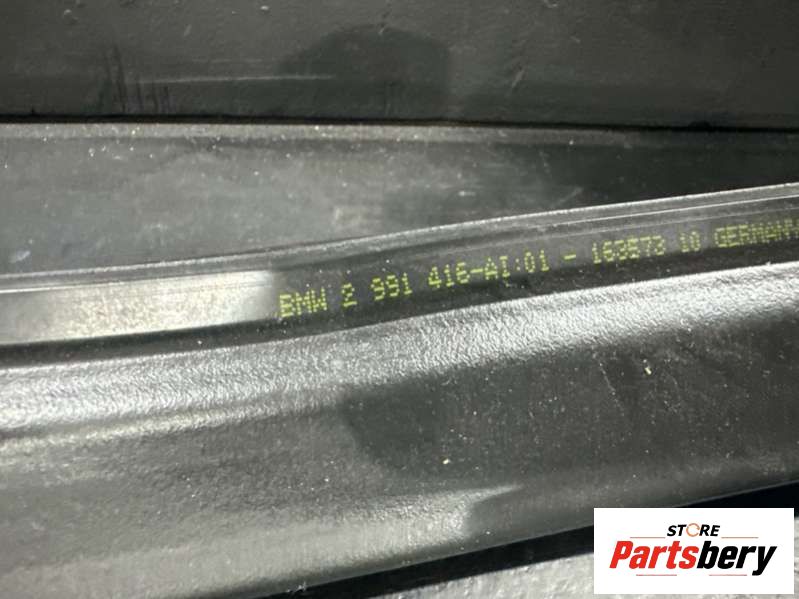 BMW 2 991 416-AI:01 - 163573 10 GERMANY
STORE
Partsbery